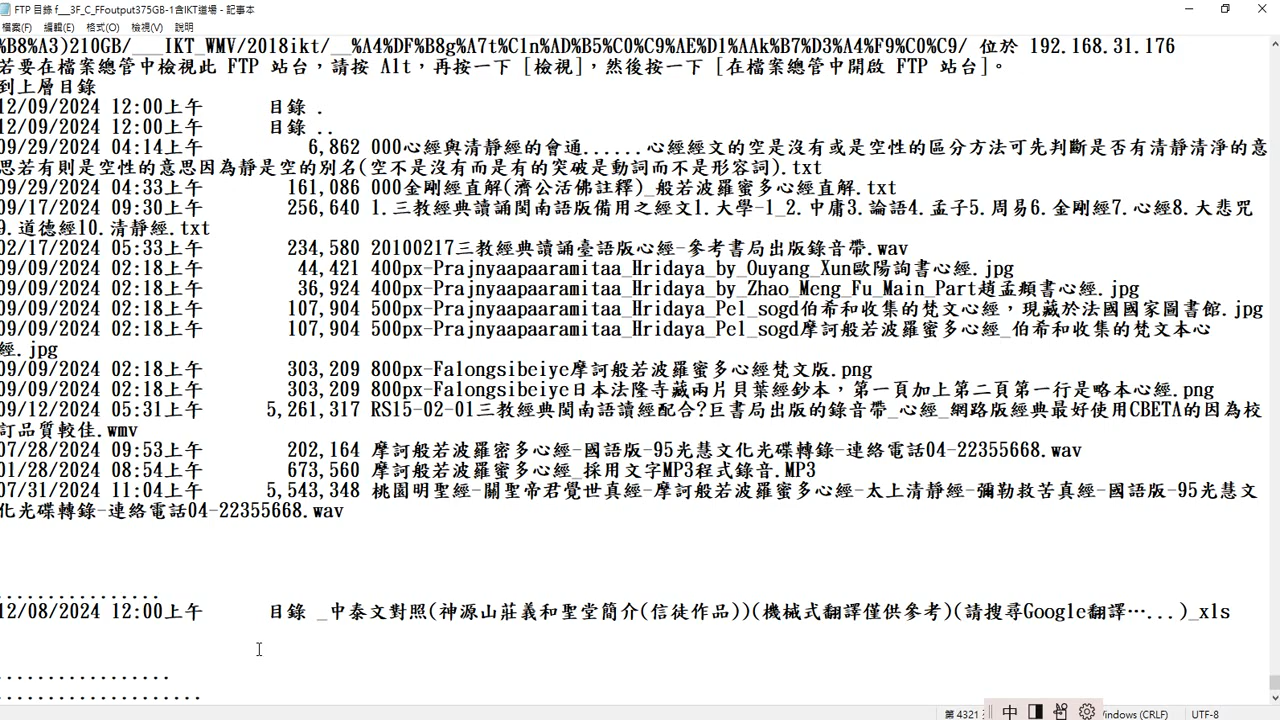 FTP 目錄 f___3F_C_FFoutput375GB-1含IKT道場 - 記事本
檔案(F) 編輯(E) 格式(O) 檢視(V) 說明
%B8%A3)210GB/___IKT_WMV/2018ikt/__%A4%DF%B8g%A7t%C1n%AD%B5%C0%C9%AE%D1%AAk%B7%D3%A4%F9%C0%C9/ 位於 192.168.31.176
若要在檔案總管中檢視此 FTP 站台，請按 Alt，再按一下 [檢視]，然後按一下 [在檔案總管中開啟 FTP 站台]。
到上層目錄
12/09/2024 12:00上午 目錄 .
12/09/2024 12:00上午 目錄 ..
09/29/2024 04:14上午 6,862 000心經與清靜經的會通......心經經文的空是沒有或是空性的區分方法可先判斷是否有清靜清淨的意
思若有則是空性的意思因為靜是空的別名(空不是沒有而是有的突破是動詞而不是形容詞).txt
09/29/2024 04:33上午 161,086 000金剛經直解(濟公活佛註釋)_般若波羅蜜多心經直解.txt
09/17/2024 09:30上午 256,640 1.三教經典讀誦閩南語版備用之經文1.大學-1_2.中庸3.論語4.孟子5.周易6.金剛經7.心經8.大悲咒
9.道德經10.清靜經.txt
02/17/2024 05:33上午 234,580 20100217三教經典讀誦臺語版心經-參考書局出版錄音帶.wav
09/09/2024 02:18上午 44,421 400px-Prajnyaapaaramitaa_Hridaya_by_Ouyang_Xun歐陽詢書心經.jpg
09/09/2024 02:18上午 36,924 400px-Prajnyaapaaramitaa_Hridaya_by_Zhao_Meng_Fu_Main_Part趙孟頫書心經.jpg
09/09/2024 02:18上午 107,904 500px-Prajnyaapaaramitaa_Hridaya_Pel_sogd伯希和收集的梵文心經，現藏於法國國家圖書館.jpg
09/09/2024 02:18上午 107,904 500px-Prajnyaapaaramitaa_Hridaya_Pel_sogd摩訶般若波羅蜜多心經_伯希和收集的梵文本心
經.jpg
09/09/2024 02:18上午 303,209 800px-Falongsibeiye摩訶般若波羅蜜多心經梵文版.png
09/09/2024 02:18上午 303,209 800px-Falongsibeiye日本法隆寺藏兩片貝葉經鈔本，第一頁加上第二頁第一行是略本心經.png
09/12/2024 05:31上午 5,261,317 RS15-02-01三教經典閩南語讀經配合?巨書局出版的錄音帶_心經_網路版經典最好使用CBETA的因為校
訂品質較佳.wmv
07/28/2024 09:53上午 202,164 摩訶般若波羅密多心經-國語版-95光慧文化光碟轉錄-連絡電話04-22355668.wav
01/28/2024 08:54上午 673,560 摩訶般若波羅蜜多心經_採用文字MP3程式錄音.MP3
07/31/2024 11:04上午 5,543,348 桃園明聖經-關聖帝君覺世真經-摩訶般若波羅蜜多心經-太上清靜經-彌勒救苦真經-國語版-95光慧文
化光碟轉錄-連絡電話04-22355668.wav
................
12/08/2024 12:00上午 目錄 _中泰文對照(神源山莊義和聖堂簡介(信徒作品))(機械式翻譯僅供參考)(請搜尋Google翻譯…...)_xls
.................
....................
第 4321 中 Windows (CRLF) UTF-8